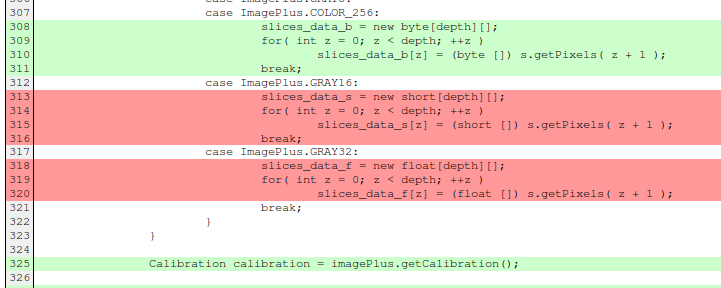 307 case ImagePlus.COLOR_256:
308 slices_data_b = new byte[depth][];
309 for( int z = 0; z < depth; ++z )
310 slices_data_b[z] = (byte []) s.getPixels( z + 1 );
311 break;
312 case ImagePlus.GRAY16:
313 slices_data_s = new short[depth][];
314 for( int z = 0; z < depth; ++z )
315 slices_data_s[z] = (short []) s.getPixels( z + 1 );
316 break;
317 case ImagePlus.GRAY32:
318 slices_data_f = new float[depth][];
319 for( int z = 0; z < depth; ++z )
320 slices_data_f[z] = (float []) s.getPixels( z + 1 );
321 break;
322 }
323 }
324
325 Calibration calibration = imagePlus.getCalibration();
326